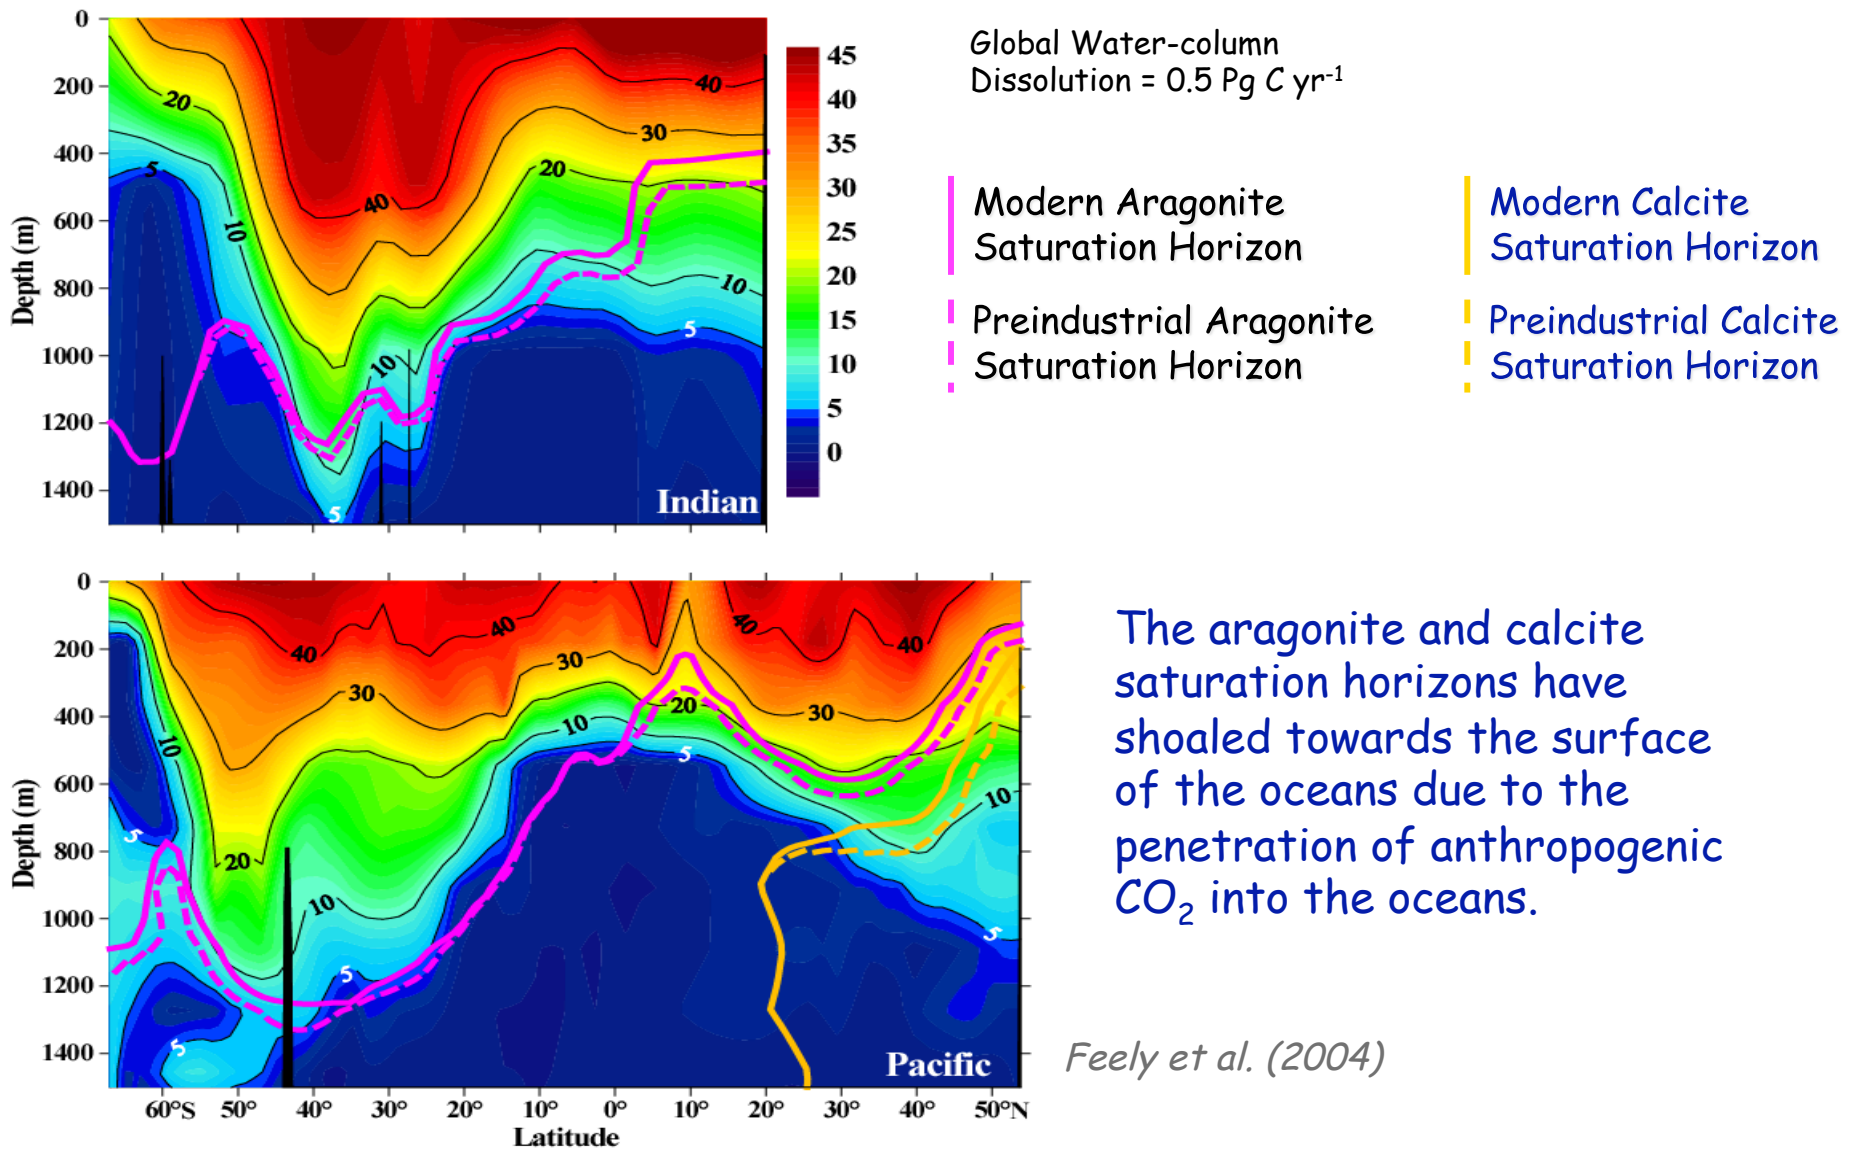 0
200
400
600
800
1000
1200
1400
Depth (m)
20
5
10
40
10
20
30
40
10
5
5
Indian
45
40
35
30
25
20
15
10
5
0
Global Water-column
Dissolution = 0.5 Pg C yr-1
Modern Aragonite
Saturation Horizon
Modern Calcite
Saturation Horizon
Preindustrial Aragonite
Saturation Horizon
Preindustrial Calcite
Saturation Horizon
0
200
400
600
800
1000
1200
1400
Depth (m)
40
40
40
40
30
30
30
20
20
10
10
10
10
5
5
5
5
5
Pacific
60°S
50°
40°
30°
20°
10°
0°
10°
20°
30°
40°
50°N
Latitude
The aragonite and calcite
saturation horizons have
shoaled towards the surface
of the oceans due to the
penetration of anthropogenic
CO2 into the oceans.
Feely et al. (2004)